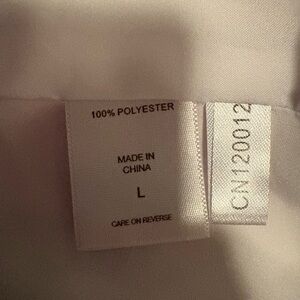 100% POLYESTER
MADE IN
CHINA
L
CARE ON REVERSE
CN120012